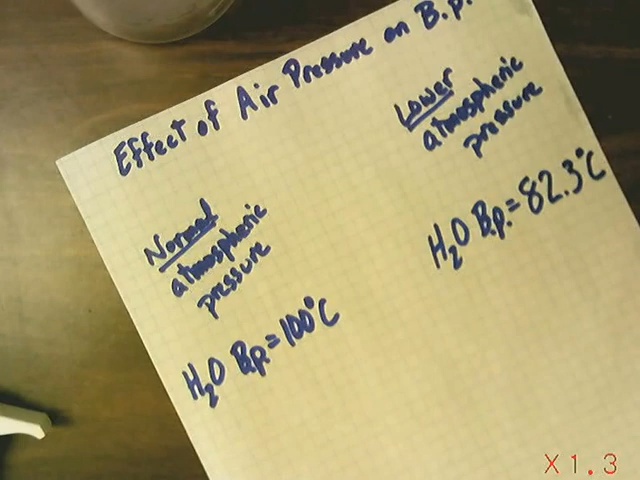 Effect of Air Pressure on B.p.
Normal
atmospheric
pressure
H₂O B.p.=100°C
Lower
atmospheric
pressure
H₂O B.p.=82.3°C
X1.3